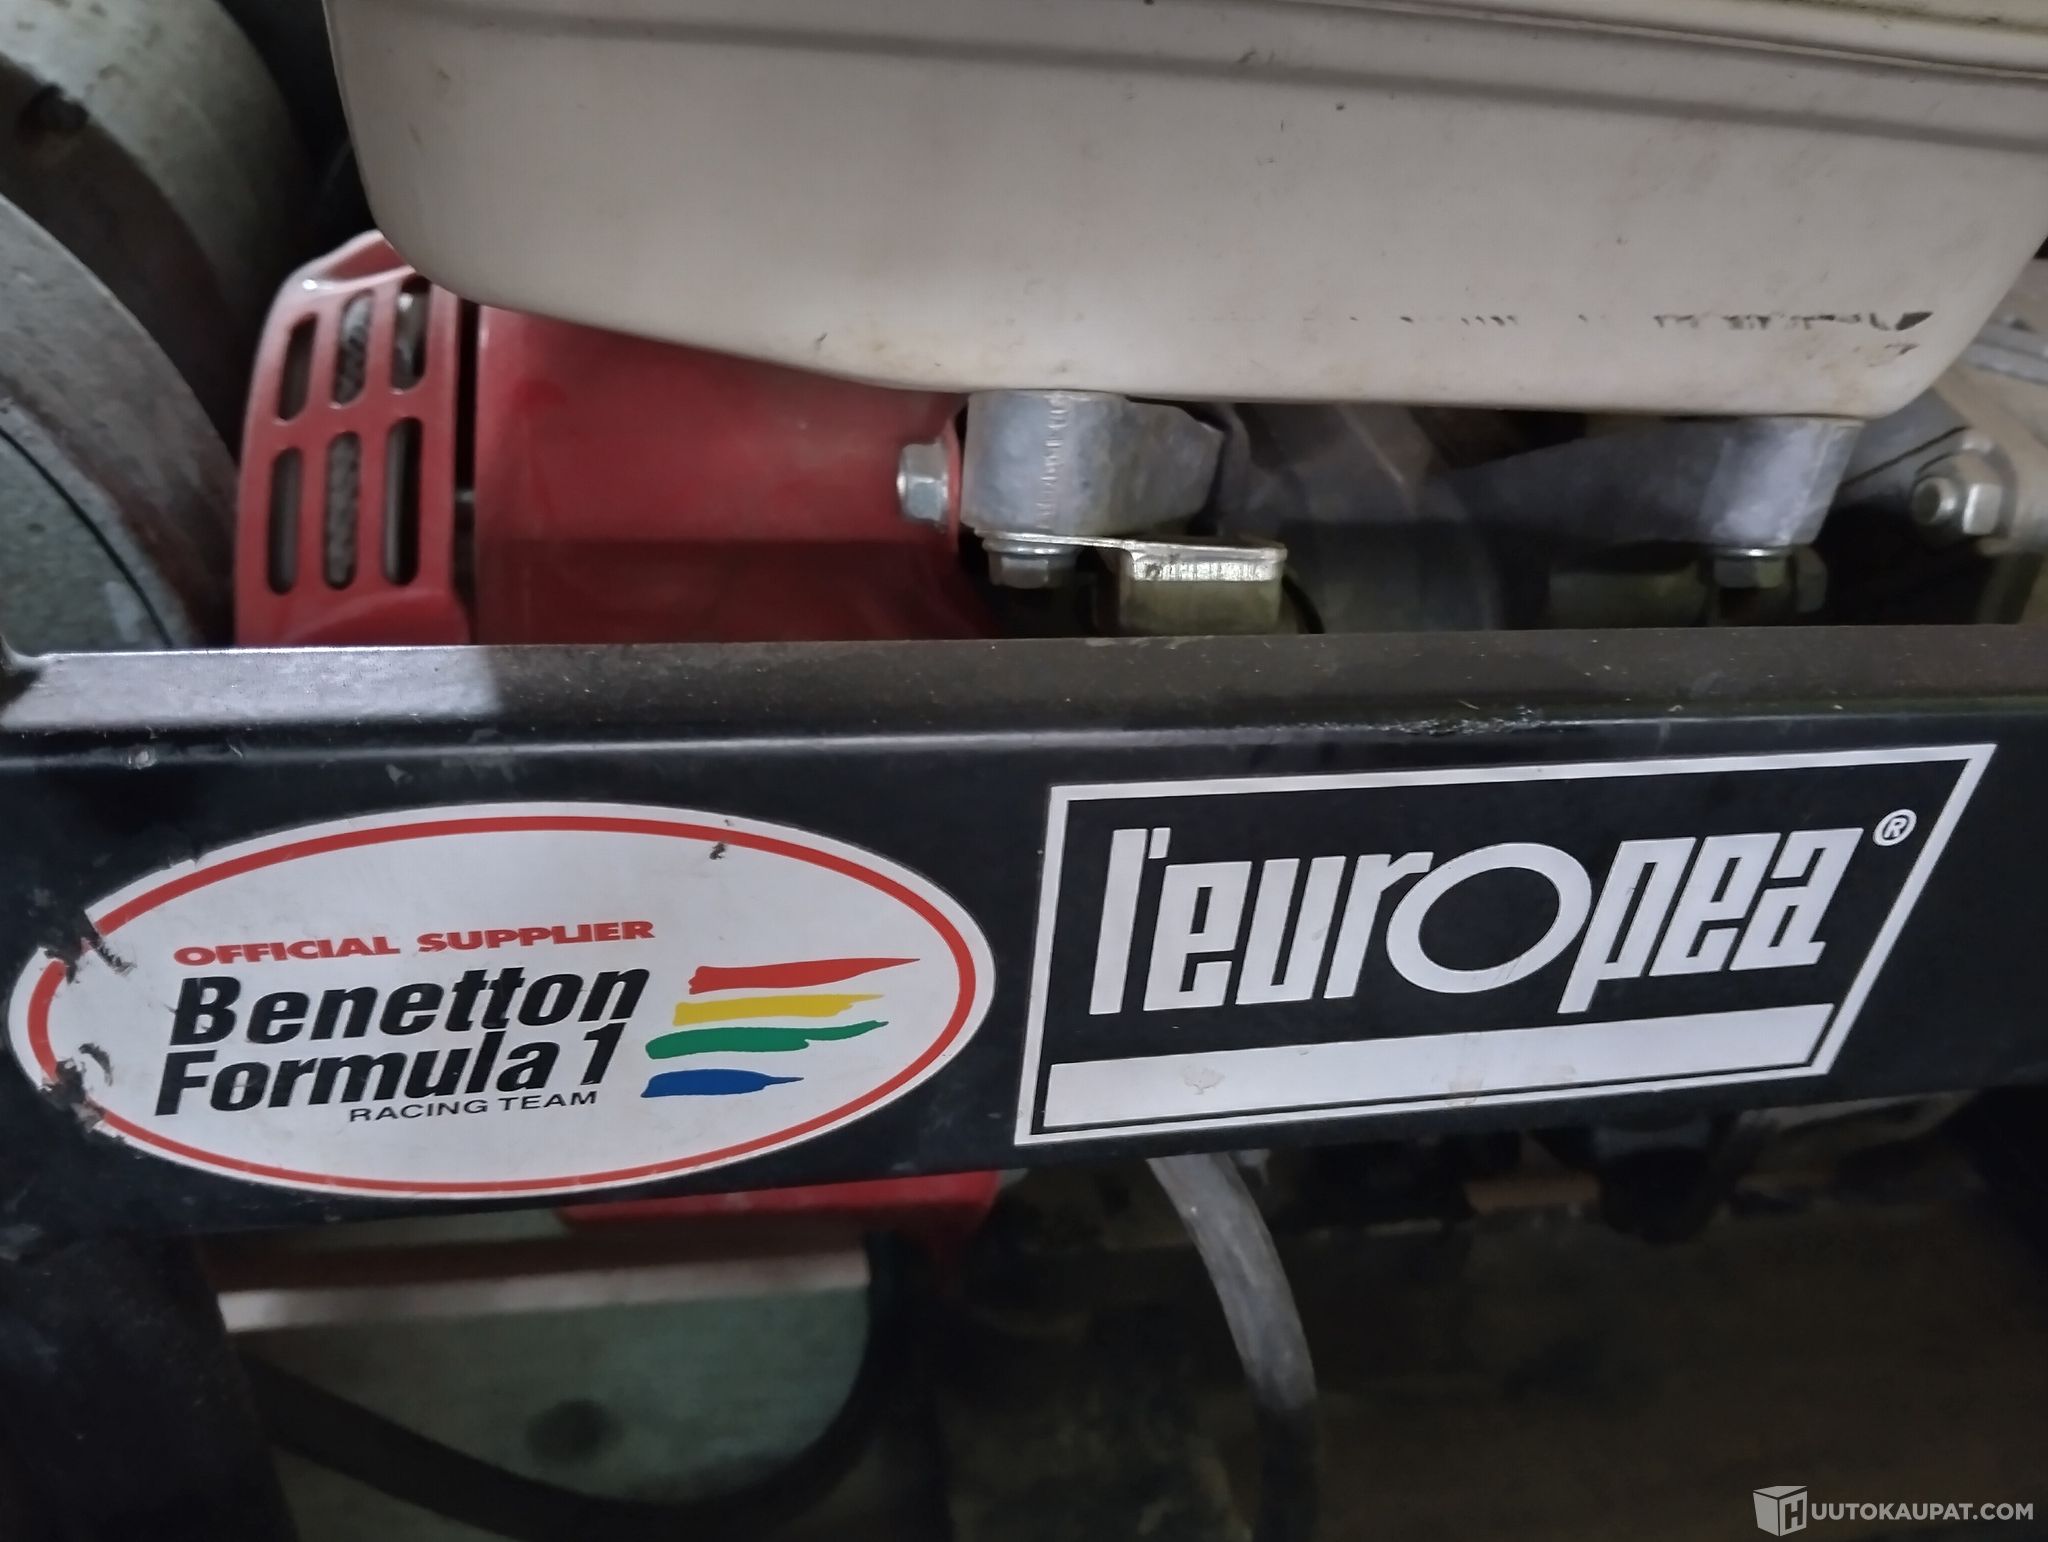 OFFICIAL SUPPLIER
Benetton
Formula 1
RACING TEAM
l'europea®
HUUTOKAUPAT.COM